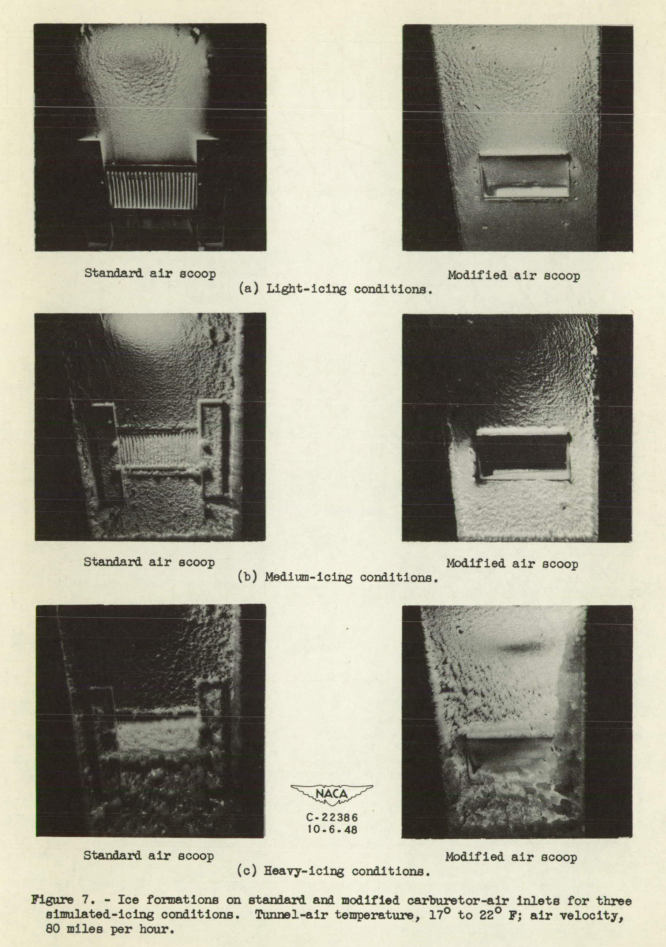 Standard air scoop
Modified air scoop
(a) Light-icing conditions.
Standard air scoop
Modified air scoop
(b) Medium-icing conditions.
NACA
C-22386
10-6-48
Standard air scoop
Modified air scoop
(c) Heavy-icing conditions.
Figure 7. - Ice formations on standard and modified carburetor-air inlets for three
simulated-icing conditions. Tunnel-air temperature, 17° to 22° F; air velocity,
80 miles per hour.